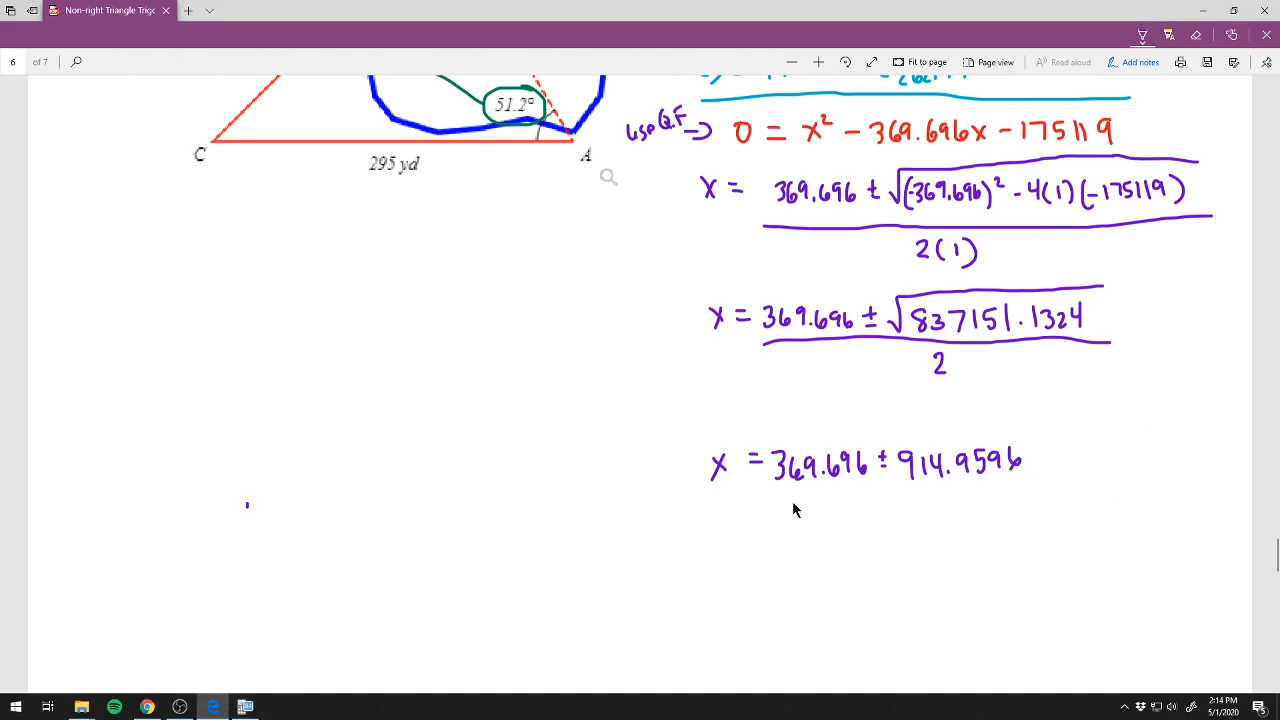 Non-right Triangle Trigo
6 of 7
Fit to page
Page view
Read aloud
Add notes
51.2°
C
A
295 yd
use Q.F → 0 = x² - 369.696x - 175119
x = 369.696 ± √(-369.696)² - 4(1)(-175119)
2(1)
x = 369.696 ± √837151.1324
2
x = 369.696 ± 914.9596
2:14 PM
5/1/2020